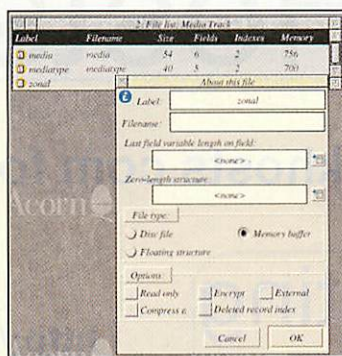 2: File list: Media Track
Label Filename Size Fields Indexes Memory
media media 54 6 2 756
mediatype mediatype 40 5 2 700
zonal
About this file
Label: zonal
Filename:
Last field variable length on field:
<none>
Zero-length structure
<none>
Acorn
File type:
Disc file Memory buffer
Floating structure
Options:
Read only Encrypt External
Compress Deleted record index
Cancel OK